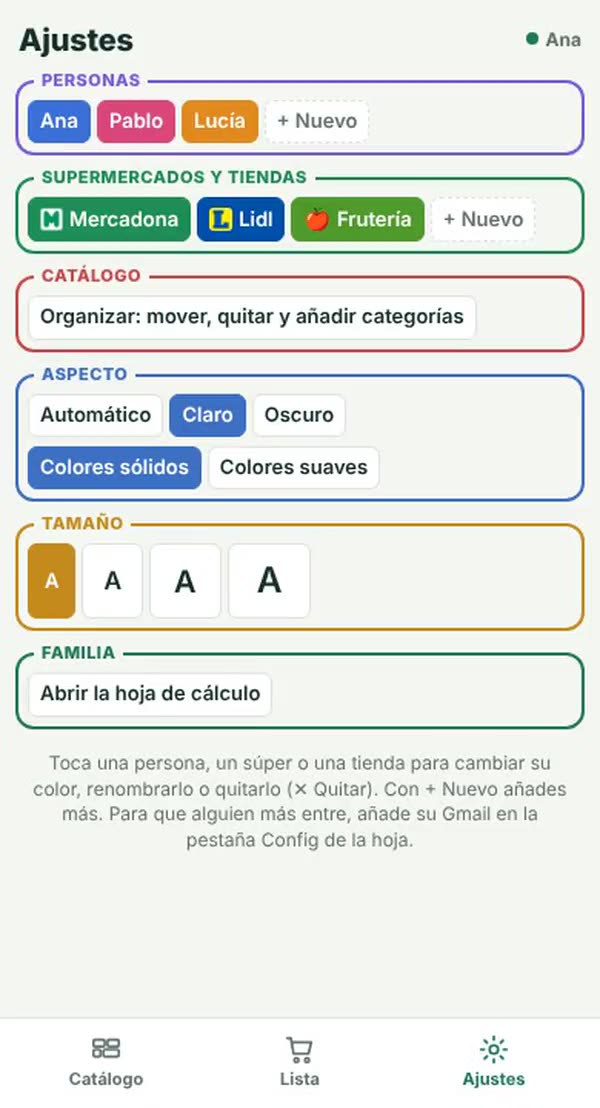 Ajustes
Ana
PERSONAS
Ana Pablo Lucía + Nuevo
SUPERMERCADOS Y TIENDAS
M Mercadona L Lidl Frutería + Nuevo
CATÁLOGO
Organizar: mover, quitar y añadir categorías
ASPECTO
Automático Claro Oscuro
Colores sólidos Colores suaves
TAMAÑO
A A A A
FAMILIA
Abrir la hoja de cálculo
Toca una persona, un súper o una tienda para cambiar su
color, renombrarlo o quitarlo (✕ Quitar). Con + Nuevo añades
más. Para que alguien más entre, añade su Gmail en la
pestaña Config de la hoja.
Catálogo Lista Ajustes